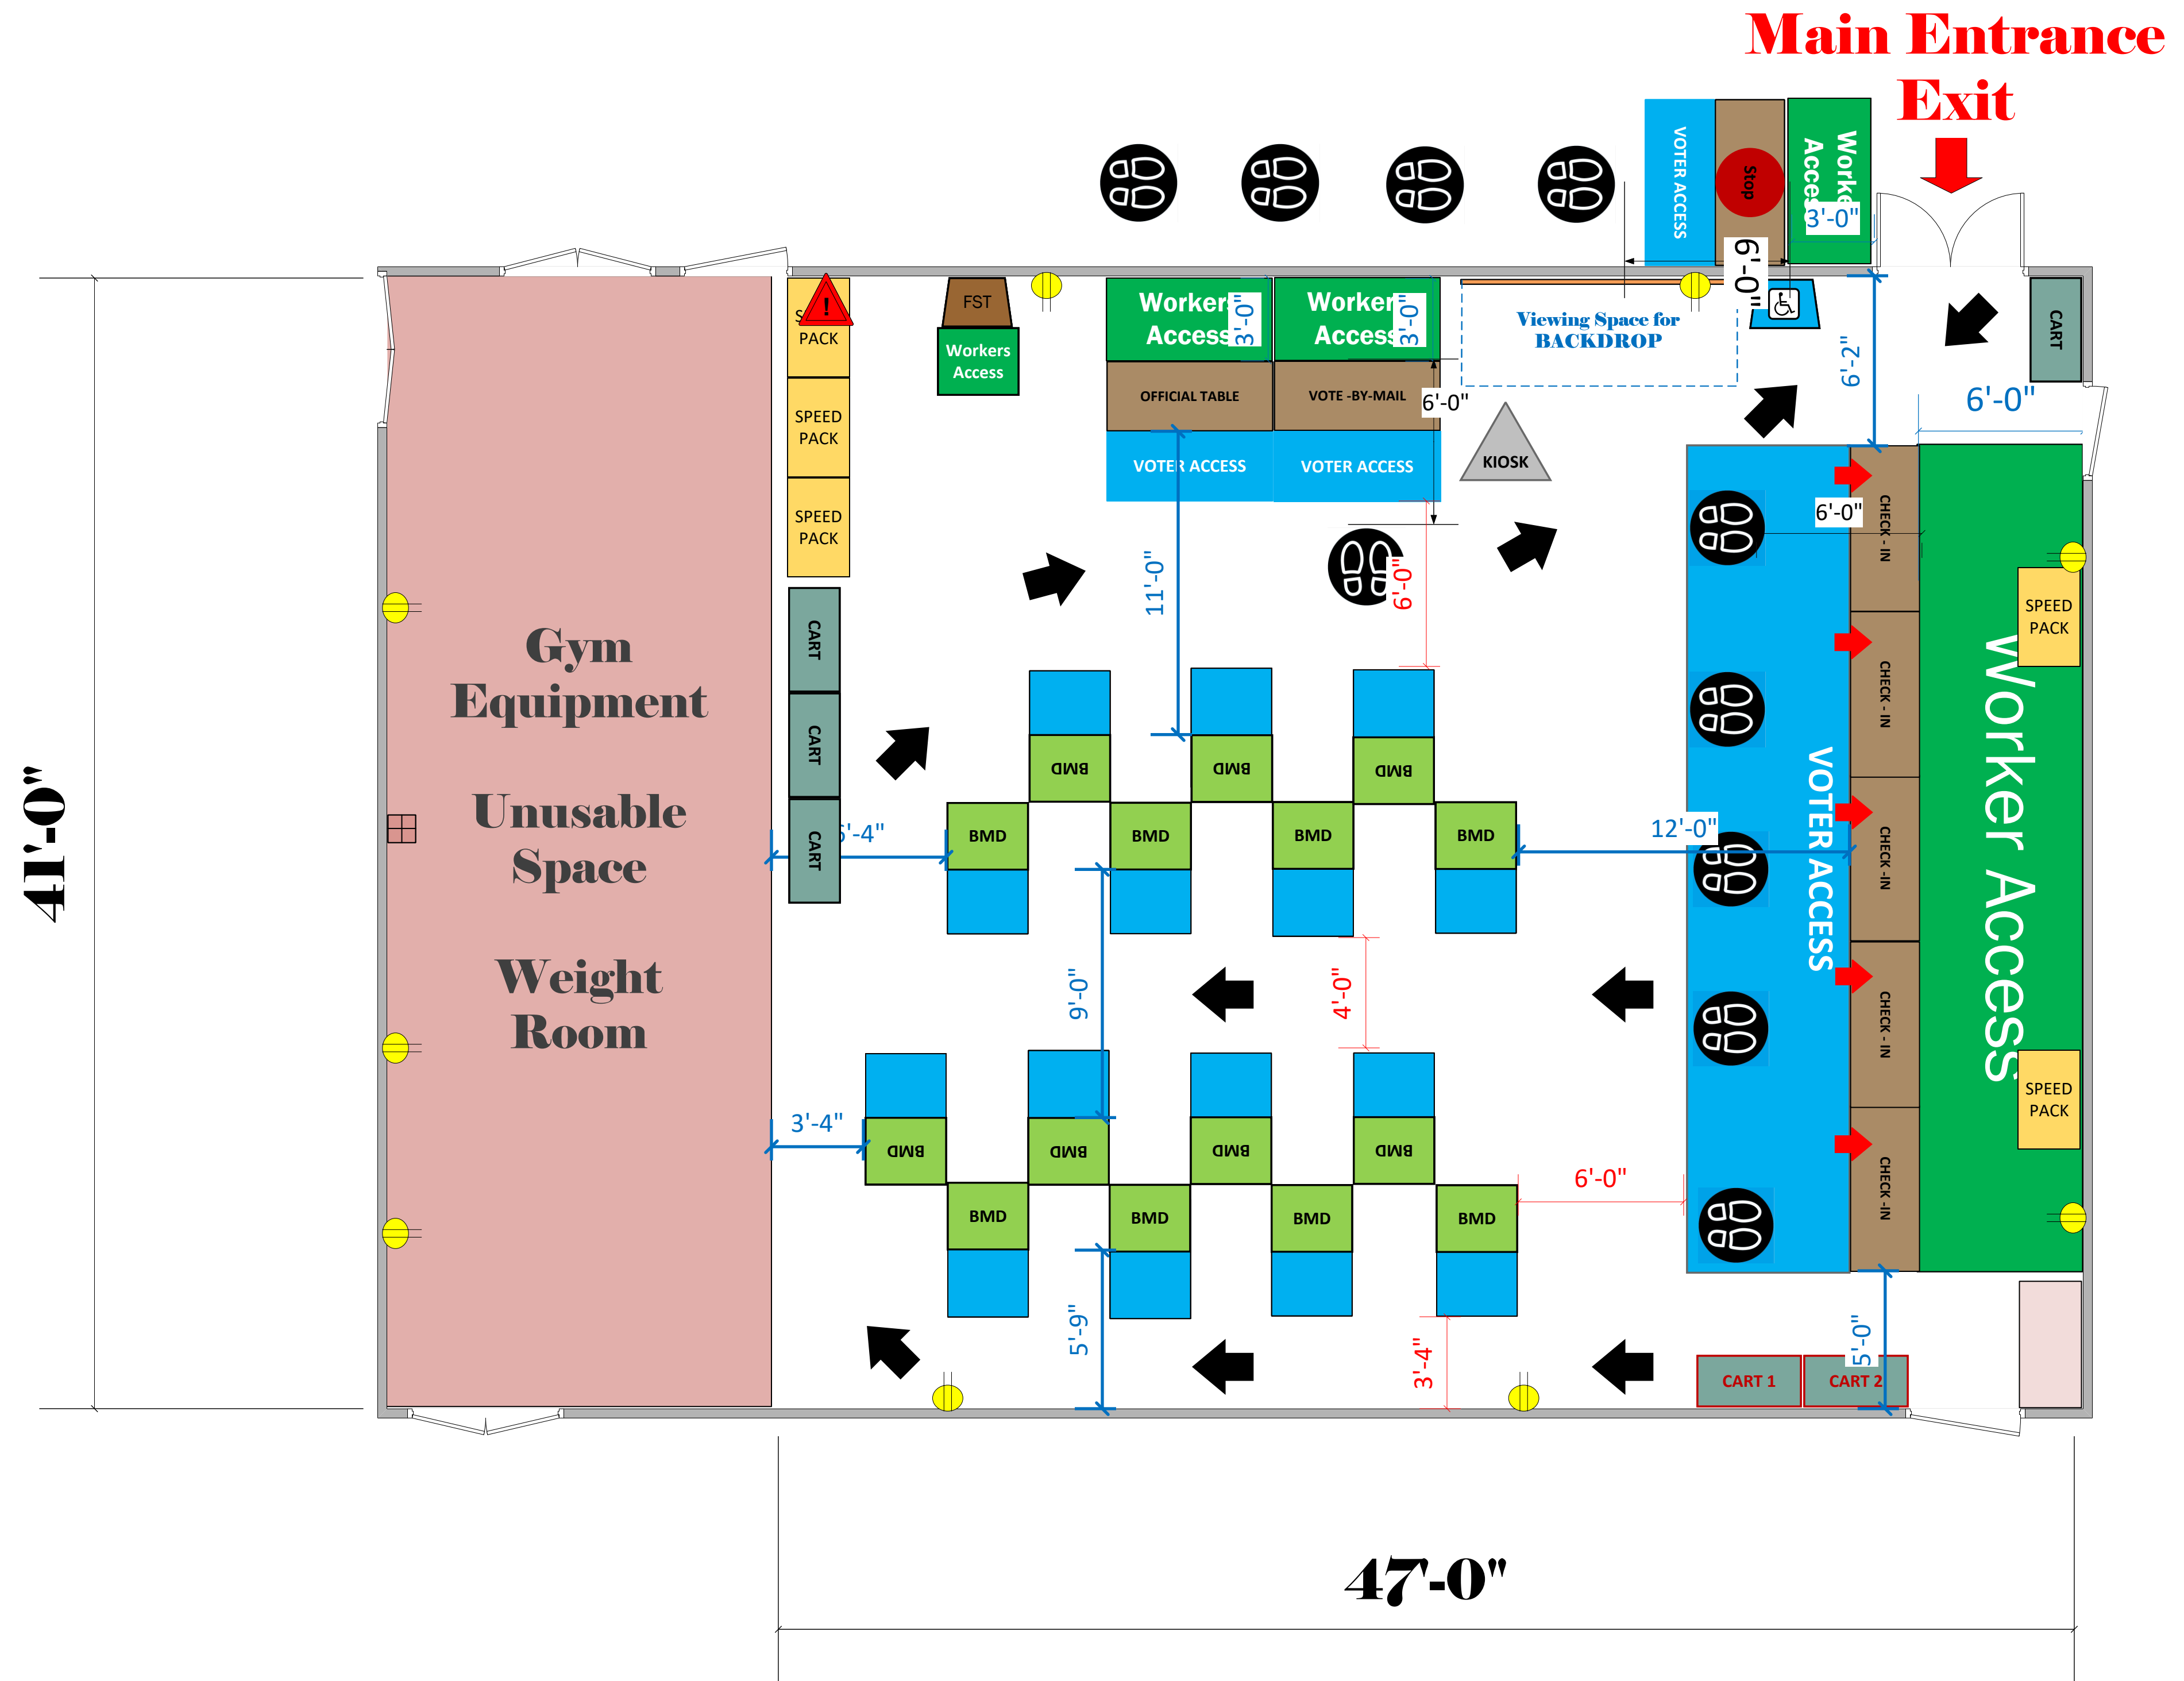 Main Entrance
Exit
VOTER ACCESS
Stop
Worke
Acces
3'-0"
6'-0"
PACK
SPEED
PACK
SPEED
PACK
!
FST
Workers
Access
Workers
Access
3'-0"
Worker
Access
3'-0"
OFFICIAL TABLE
VOTE -BY-MAIL
VOTER ACCESS
VOTER ACCESS
6'-0"
Viewing Space for
BACKDROP
KIOSK
6'-2"
CART
6'-0"
6'-0"
CHECK - IN
CHECK - IN
CHECK -IN
CHECK - IN
CHECK -IN
VOTER ACCESS
Worker Access
SPEED
PACK
SPEED
PACK
11'-0"
6'-0"
Gym
Equipment
Unusable
Space
Weight
Room
41'-0"
CART
CART
CART
'-4"
BMD
BMD
BMD
BMD
BMD
BMD
BMD
12'-0"
9'-0"
4'-0"
3'-4"
BMD
BMD
BMD
BMD
BMD
BMD
BMD
BMD
6'-0"
5'-9"
3'-4"
5'-0"
CART 1
CART 2
47'-0"